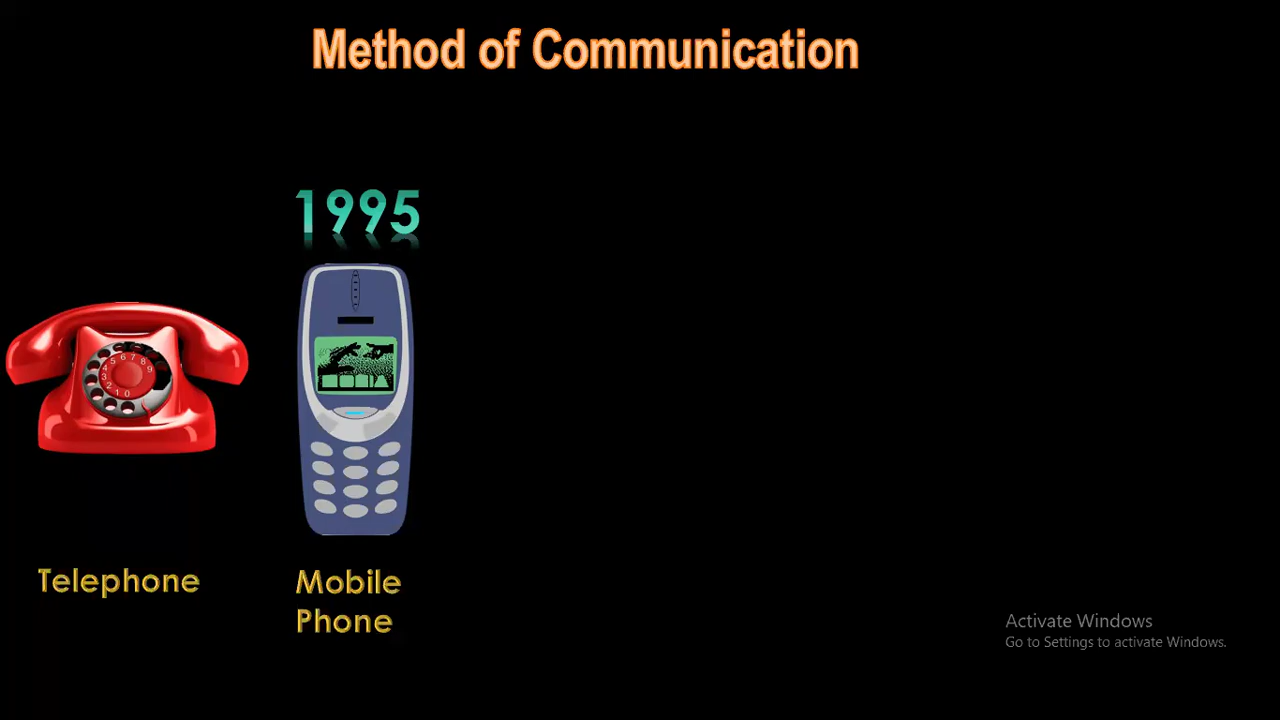 Method of Communication
1995
Telephone
Mobile
Phone
Activate Windows
Go to Settings to activate Windows.